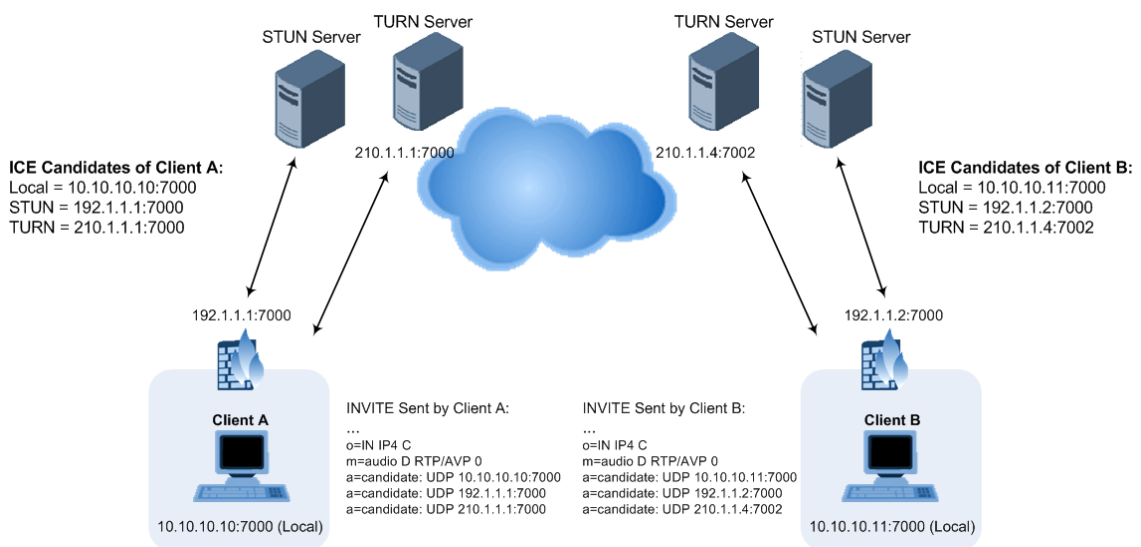 TURN Server
TURN Server
STUN Server
STUN Server
210.1.1.1:7000
210.1.1.4:7002
ICE Candidates of Client A:
Local = 10.10.10.10:7000
STUN = 192.1.1.1:7000
TURN = 210.1.1.1:7000
ICE Candidates of Client B:
Local = 10.10.10.11:7000
STUN = 192.1.1.2:7000
TURN = 210.1.1.4:7002
192.1.1.1:7000
192.1.1.2:7000
Client A
10.10.10.10:7000 (Local)
INVITE Sent by Client A:
...
o=IN IP4 C
m=audio D RTP/AVP 0
a=candidate: UDP 10.10.10.10:7000
a=candidate: UDP 192.1.1.1:7000
a=candidate: UDP 210.1.1.1:7000
INVITE Sent by Client B:
...
o=IN IP4 C
m=audio D RTP/AVP 0
a=candidate: UDP 10.10.10.11:7000
a=candidate: UDP 192.1.1.2:7000
a=candidate: UDP 210.1.1.4:7002
Client B
10.10.10.11:7000 (Local)